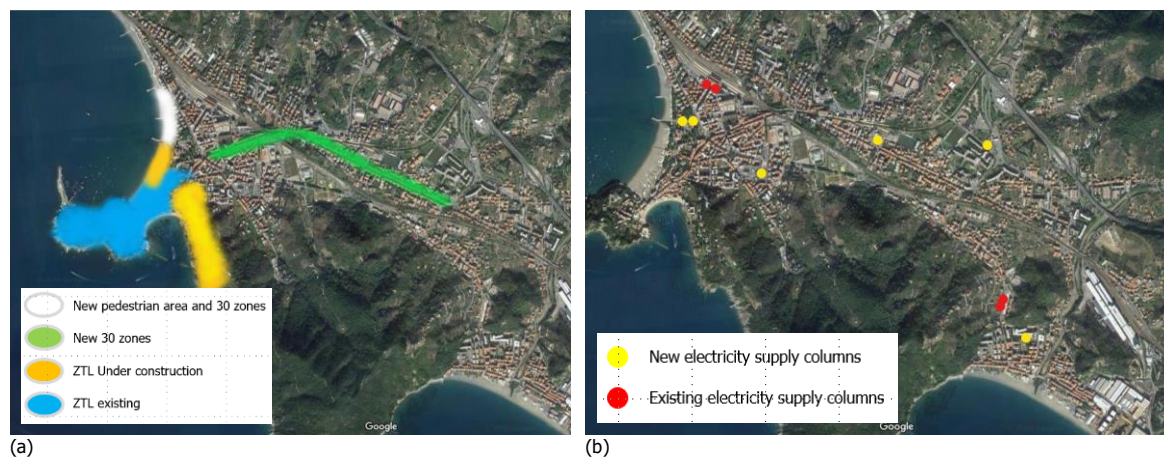 New pedestrian area and 30 zones
New 30 zones
ZTL Under construction
ZTL existing
Google
(a)
New electricity supply columns
Existing electricity supply columns
Google
(b)